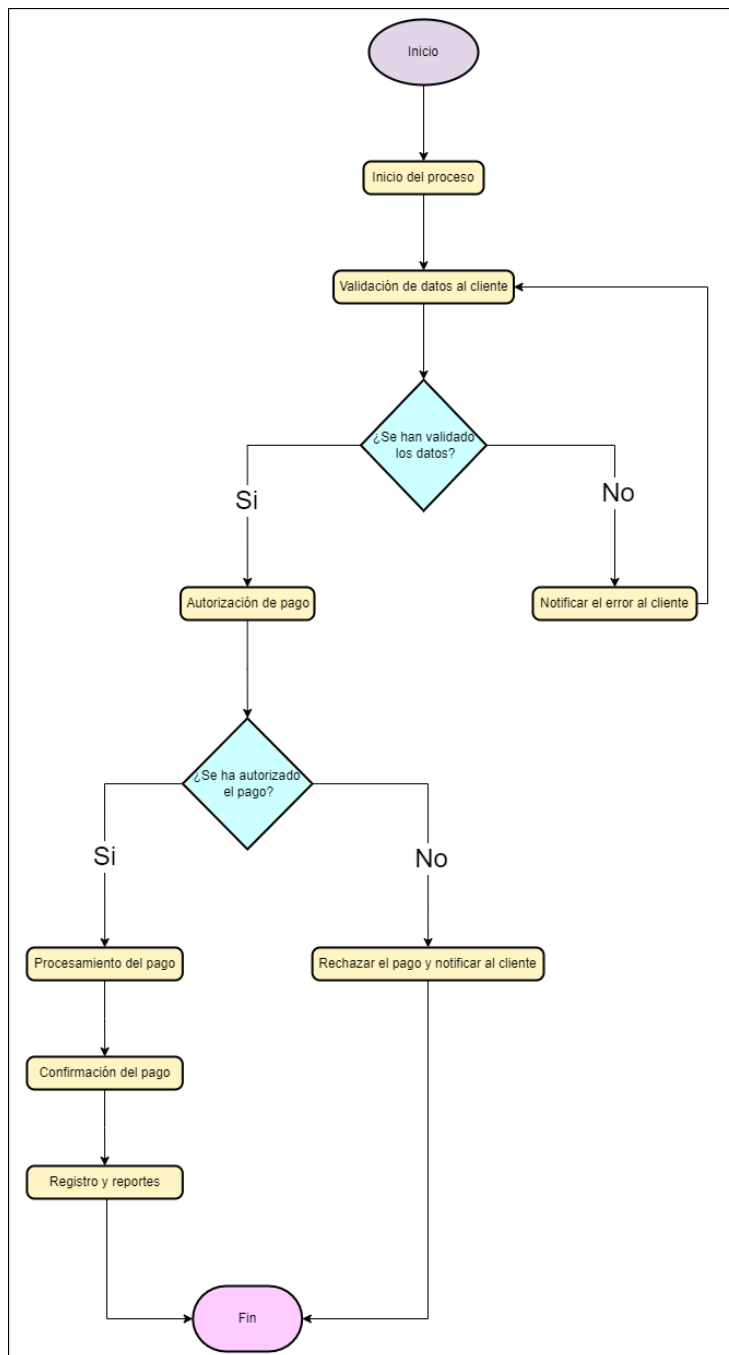 Inicio
Inicio del proceso
Validación de datos al cliente
¿Se han validado
los datos?
Si
No
Autorización de pago
Notificar el error al cliente
¿Se ha autorizado
el pago?
Si
No
Procesamiento del pago
Rechazar el pago y notificar al cliente
Confirmación del pago
Registro y reportes
Fin